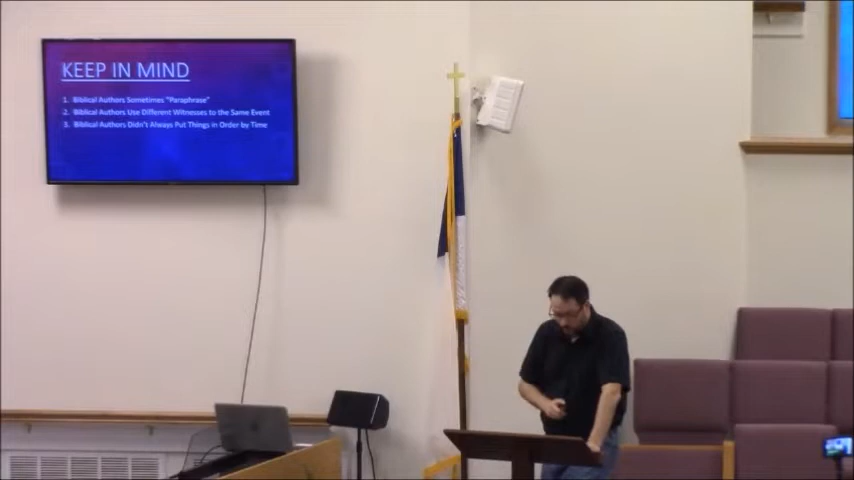 KEEP IN MIND
1. Biblical Authors Sometimes "Paraphrase"
2. Biblical Authors Use Different Witnesses to the Same Event
3. Biblical Authors Didn't Always Put Things in Order by Time